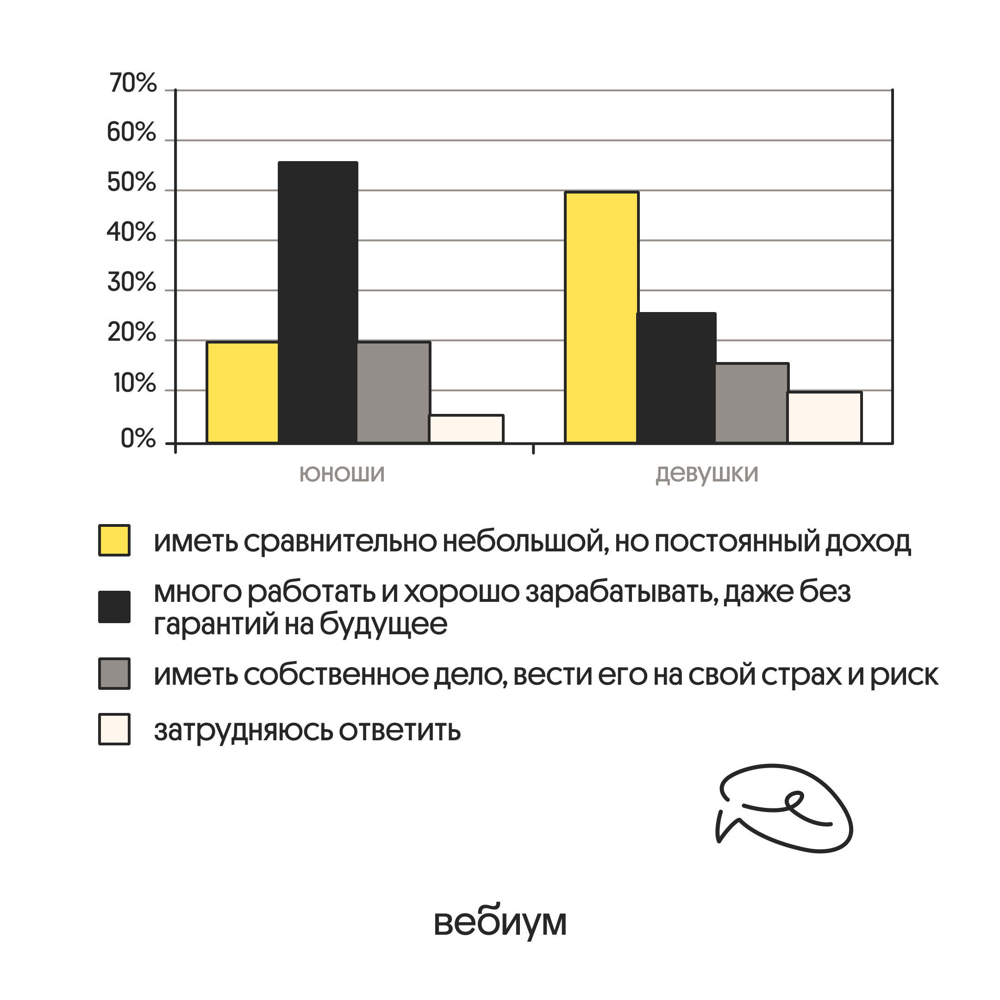 70%
60%
50%
40%
30%
20%
10%
0%
юноши
девушки
иметь сравнительно небольшой, но постоянный доход
много работать и хорошо зарабатывать, даже без
гарантий на будущее
иметь собственное дело, вести его на свой страх и риск
затрудняюсь ответить
вебиум